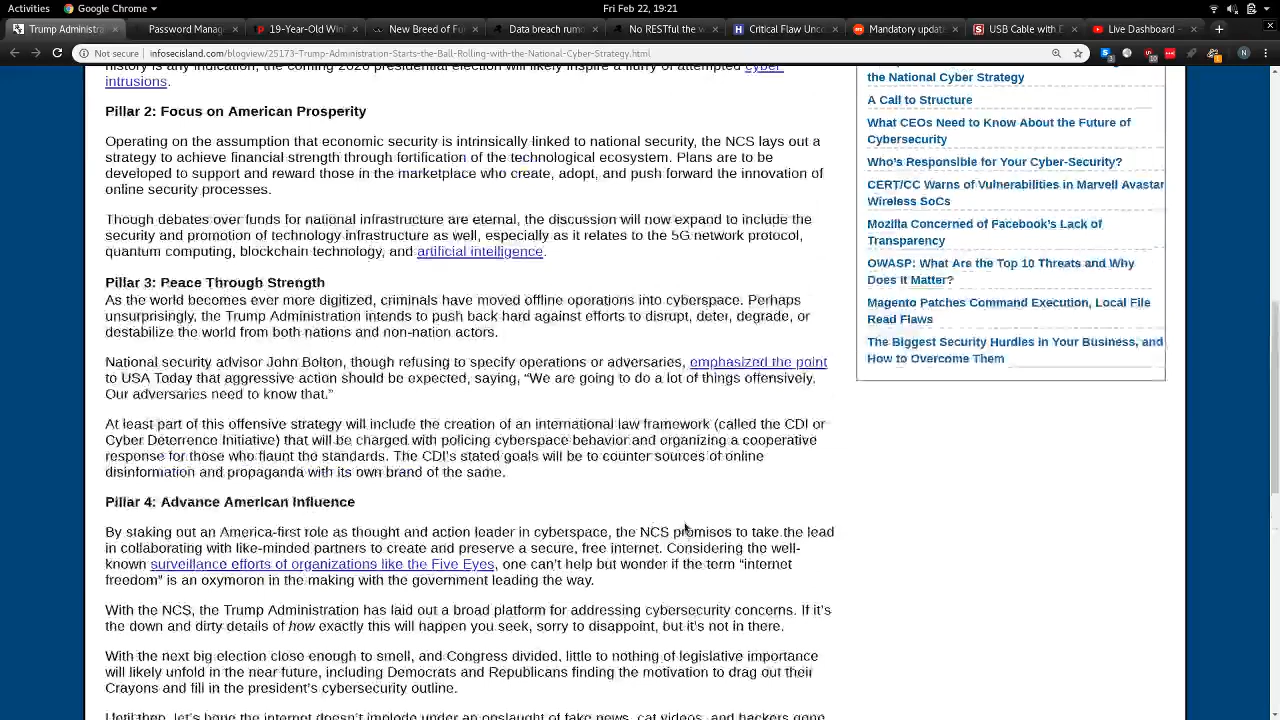 Activities
Google Chrome
Fri Feb 22, 19:21
Trump Administra
Password Manag
19-Year-Old Win
New Breed of Fu
Data breach rum
No RESTful the v
Critical Flaw Unc
Mandatory updat
USB Cable with E
Live Dashboard –
Not secure | infosecisland.com/blogview/25173-Trump-Administration-Starts-the-Ball-Rolling-with-the-National-Cyber-Strategy.html
history is any indication, the coming 2020 presidential election will likely inspire a flurry of attempted cyber
intrusions.
Pillar 2: Focus on American Prosperity
Operating on the assumption that economic security is intrinsically linked to national security, the NCS lays out a
strategy to achieve financial strength through fortification of the technological ecosystem. Plans are to be
developed to support and reward those in the marketplace who create, adopt, and push forward the innovation of
online security processes.
Though debates over funds for national infrastructure are eternal, the discussion will now expand to include the
security and promotion of technology infrastructure as well, especially as it relates to the 5G network protocol,
quantum computing, blockchain technology, and artificial intelligence.
Pillar 3: Peace Through Strength
As the world becomes ever more digitized, criminals have moved offline operations into cyberspace. Perhaps
unsurprisingly, the Trump Administration intends to push back hard against efforts to disrupt, deter, degrade, or
destabilize the world from both nations and non-nation actors.
National security advisor John Bolton, though refusing to specify operations or adversaries, emphasized the point
to USA Today that aggressive action should be expected, saying, “We are going to do a lot of things offensively.
Our adversaries need to know that.”
At least part of this offensive strategy will include the creation of an international law framework (called the CDI or
Cyber Deterrence Initiative) that will be charged with policing cyberspace behavior and organizing a cooperative
response for those who flaunt the standards. The CDI’s stated goals will be to counter sources of online
disinformation and propaganda with its own brand of the same.
Pillar 4: Advance American Influence
By staking out an America-first role as thought and action leader in cyberspace, the NCS promises to take the lead
in collaborating with like-minded partners to create and preserve a secure, free internet. Considering the well-
known surveillance efforts of organizations like the Five Eyes, one can’t help but wonder if the term “internet
freedom” is an oxymoron in the making with the government leading the way.
With the NCS, the Trump Administration has laid out a broad platform for addressing cybersecurity concerns. If it’s
the down and dirty details of how exactly this will happen you seek, sorry to disappoint, but it’s not in there.
With the next big election close enough to smell, and Congress divided, little to nothing of legislative importance
will likely unfold in the near future, including Democrats and Republicans finding the motivation to drag out their
Crayons and fill in the president’s cybersecurity outline.
Until then, let’s hope the internet doesn’t implode under an onslaught of fake news, cat videos, and hackers gone
the National Cyber Strategy
A Call to Structure
What CEOs Need to Know About the Future of
Cybersecurity
Who’s Responsible for Your Cyber-Security?
CERT/CC Warns of Vulnerabilities in Marvell Avastar
Wireless SoCs
Mozilla Concerned of Facebook’s Lack of
Transparency
OWASP: What Are the Top 10 Threats and Why
Does it Matter?
Magento Patches Command Execution, Local File
Read Flaws
The Biggest Security Hurdles in Your Business, and
How to Overcome Them